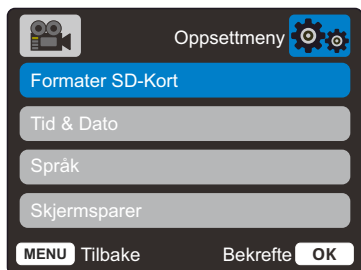 Oppsettmeny
Formater SD-Kort
Tid & Dato
Språk
Skjermsparer
MENU Tilbake Bekrefte OK